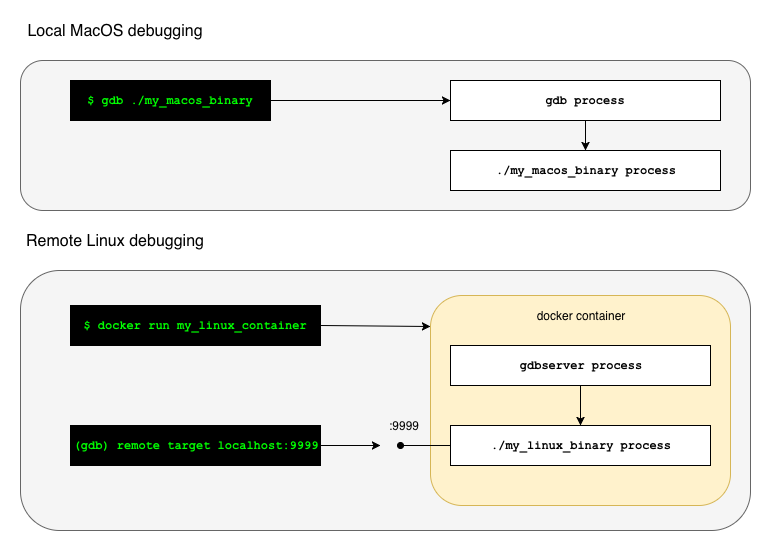 Local MacOS debugging
$ gdb ./my_macos_binary
gdb process
./my_macos_binary process
Remote Linux debugging
$ docker run my_linux_container
docker container
gdbserver process
(gdb) remote target localhost:9999
:9999
./my_linux_binary process